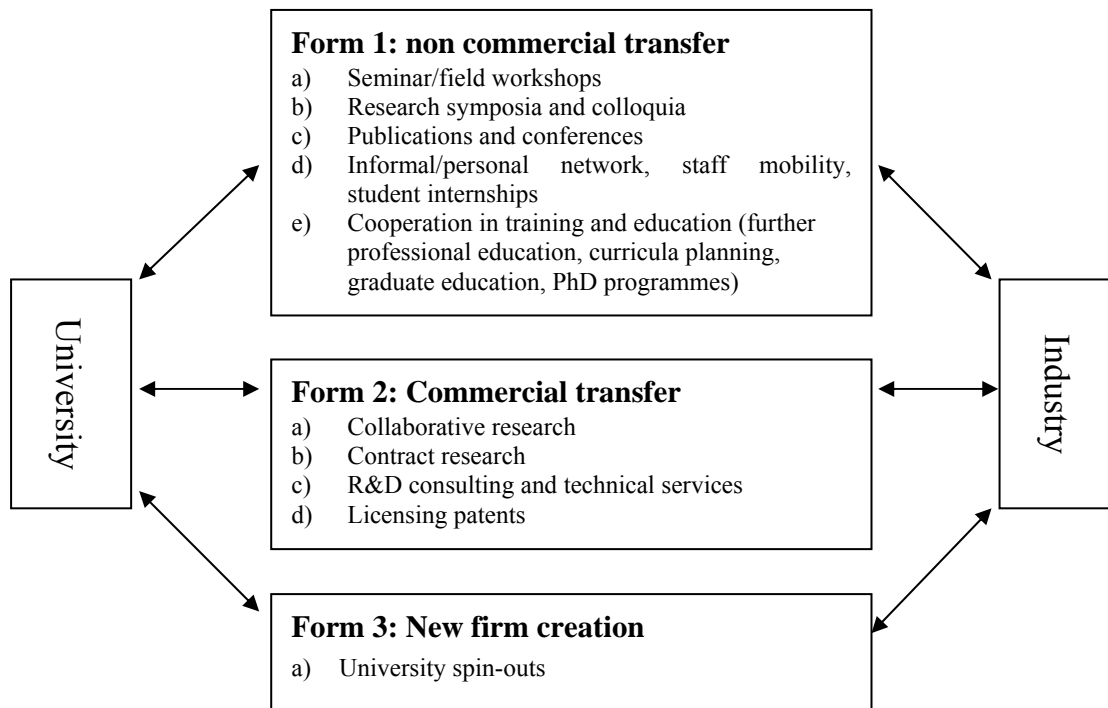 Form 1: non commercial transfer
a) Seminar/field workshops
b) Research symposia and colloquia
c) Publications and conferences
d) Informal/personal network, staff mobility,
student internships
e) Cooperation in training and education (further
professional education, curricula planning,
graduate education, PhD programmes)
University
Industry
Form 2: Commercial transfer
a) Collaborative research
b) Contract research
c) R&D consulting and technical services
d) Licensing patents
Form 3: New firm creation
a) University spin-outs